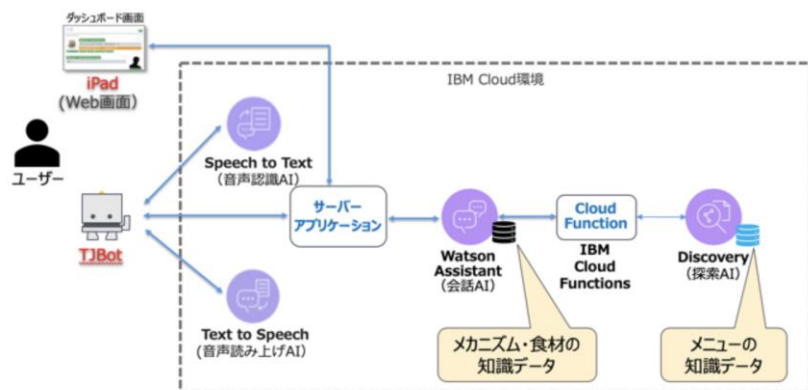 ダッシュボード画面
iPad
(Web画面)
IBM Cloud環境
ユーザー
Speech to Text
(音声認識AI)
TJBot
サーバー
アプリケーション
Watson
Assistant
(会話AI)
Cloud
Function
IBM
Cloud
Functions
Discovery
(探索AI)
Text to Speech
(音声読み上げAI)
メカニズム・食材の
知識データ
メニューの
知識データ